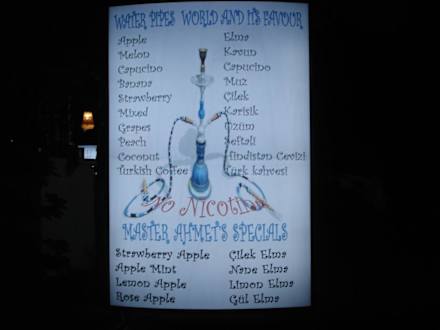 WATER PIPES WORLD AND ITS FAVOUR
Apple Elma
Melon Kavun
Capucino Capucino
Banana Muz
Strawberry Çilek
Mixed Karisik
Grapes Üzüm
Peach Şeftali
Coconut Hindistan Cevizi
Turkish Coffee Türk kahvesi
No Nicotin
MASTER AHMET'S SPECIALS
Strawberry Apple Çilek Elma
Apple Mint Nane Elma
Lemon Apple Limon Elma
Rose Apple Gül Elma